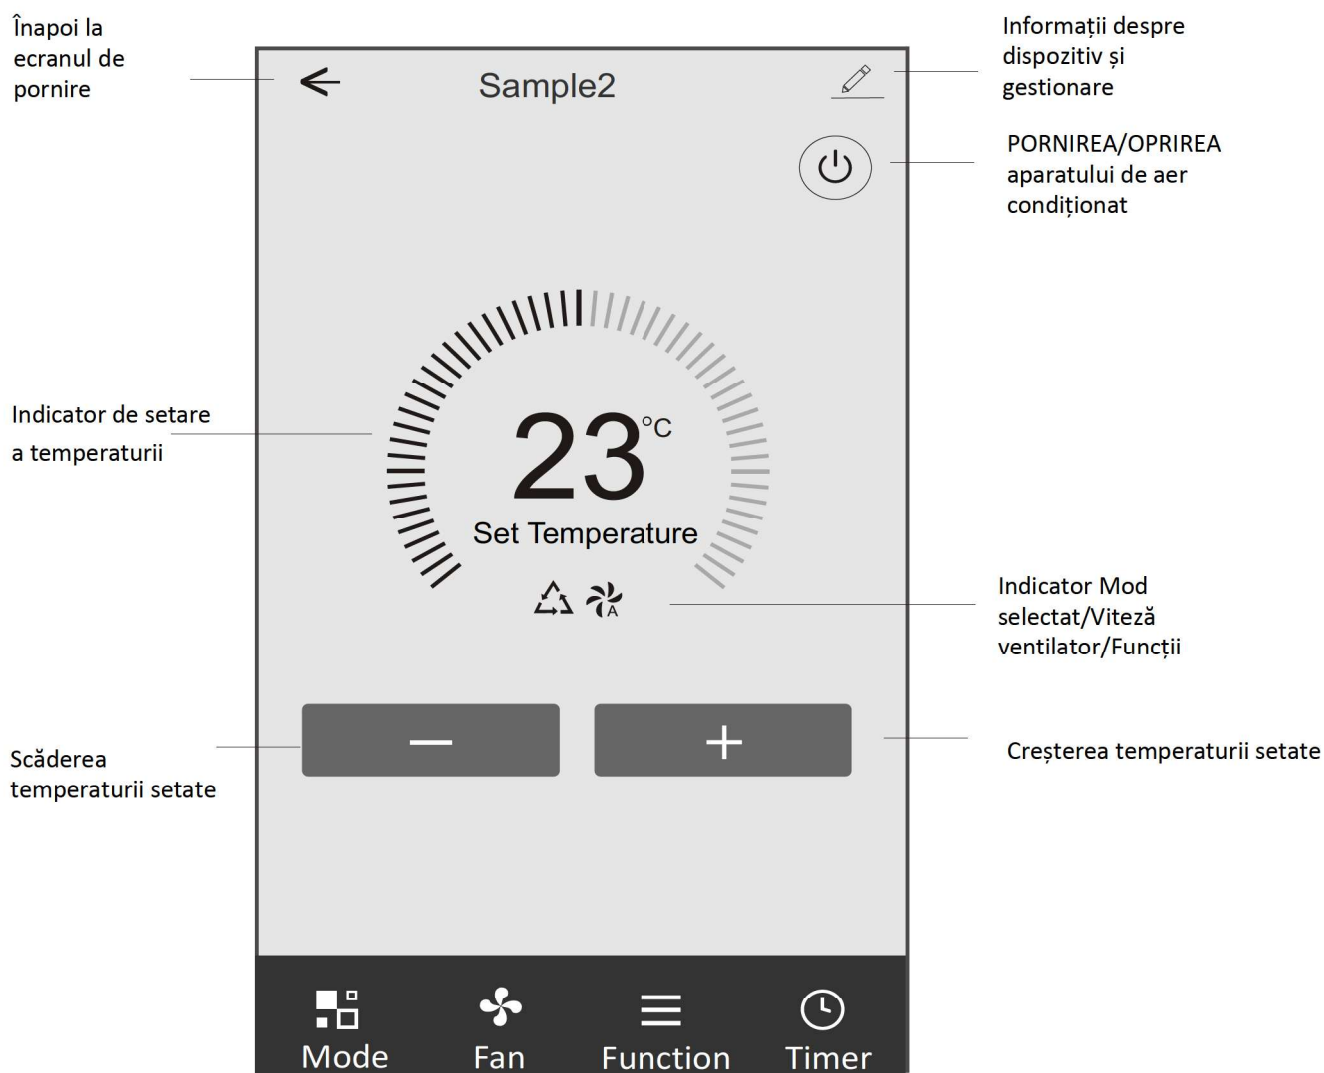 Înapoi la
ecranul de
pornire
Sample2
Informații despre
dispozitiv și
gestionare
PORNIREA/OPRIREA
aparatului de aer
condiționat
Indicator de setare
a temperaturii
23°C
Set Temperature
A
Indicator Mod
selectat/Viteză
ventilator/Funcții
Scăderea
temperaturii setate
— +
Creșterea temperaturii setate
Mode Fan Function Timer